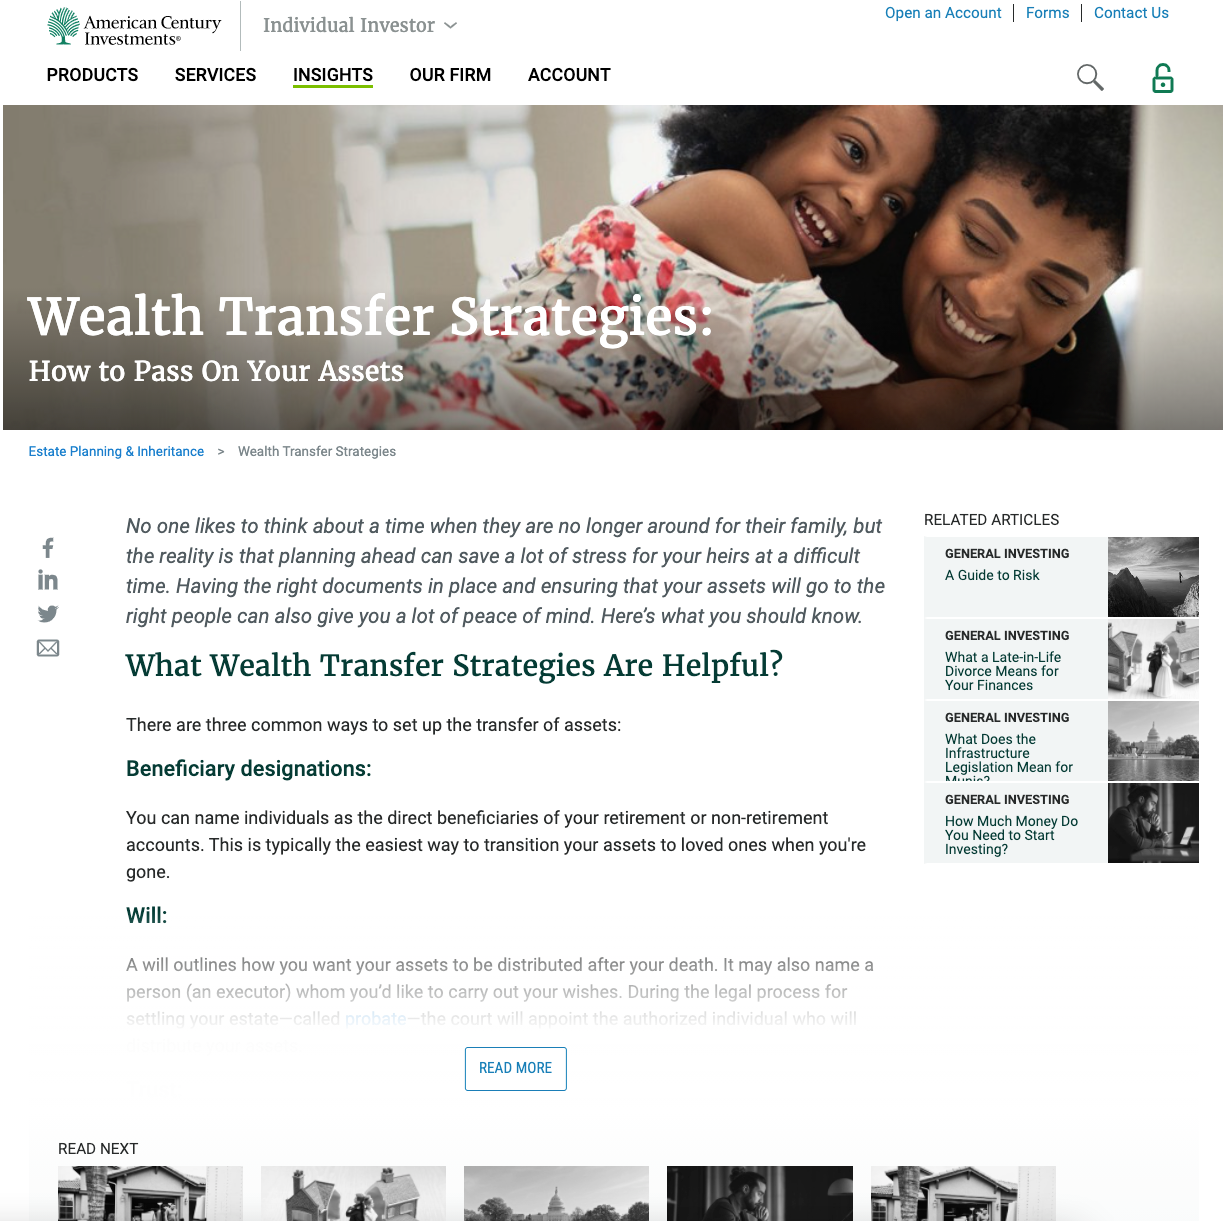 American Century
Investments®
Individual Investor
Open an Account
Forms
Contact Us
PRODUCTS
SERVICES
INSIGHTS
OUR FIRM
ACCOUNT
Wealth Transfer Strategies:
How to Pass On Your Assets
Estate Planning & Inheritance > Wealth Transfer Strategies
No one likes to think about a time when they are no longer around for their family, but
the reality is that planning ahead can save a lot of stress for your heirs at a difficult
time. Having the right documents in place and ensuring that your assets will go to the
right people can also give you a lot of peace of mind. Here’s what you should know.
What Wealth Transfer Strategies Are Helpful?
There are three common ways to set up the transfer of assets:
Beneficiary designations:
You can name individuals as the direct beneficiaries of your retirement or non-retirement
accounts. This is typically the easiest way to transition your assets to loved ones when you're
gone.
Will:
A will outlines how you want your assets to be distributed after your death. It may also name a
person (an executor) whom you’d like to carry out your wishes. During the legal process for
settling your estate—called probate—the court will appoint the authorized individual who will
READ MORE
RELATED ARTICLES
GENERAL INVESTING
A Guide to Risk
GENERAL INVESTING
What a Late-in-Life
Divorce Means for
Your Finances
GENERAL INVESTING
What Does the
Infrastructure
Legislation Mean for
Munis?
GENERAL INVESTING
How Much Money Do
You Need to Start
Investing?
READ NEXT